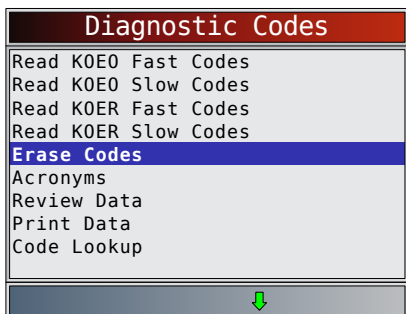 Diagnostic Codes
Read KOEO Fast Codes
Read KOEO Slow Codes
Read KOER Fast Codes
Read KOER Slow Codes
Erase Codes
Acronyms
Review Data
Print Data
Code Lookup